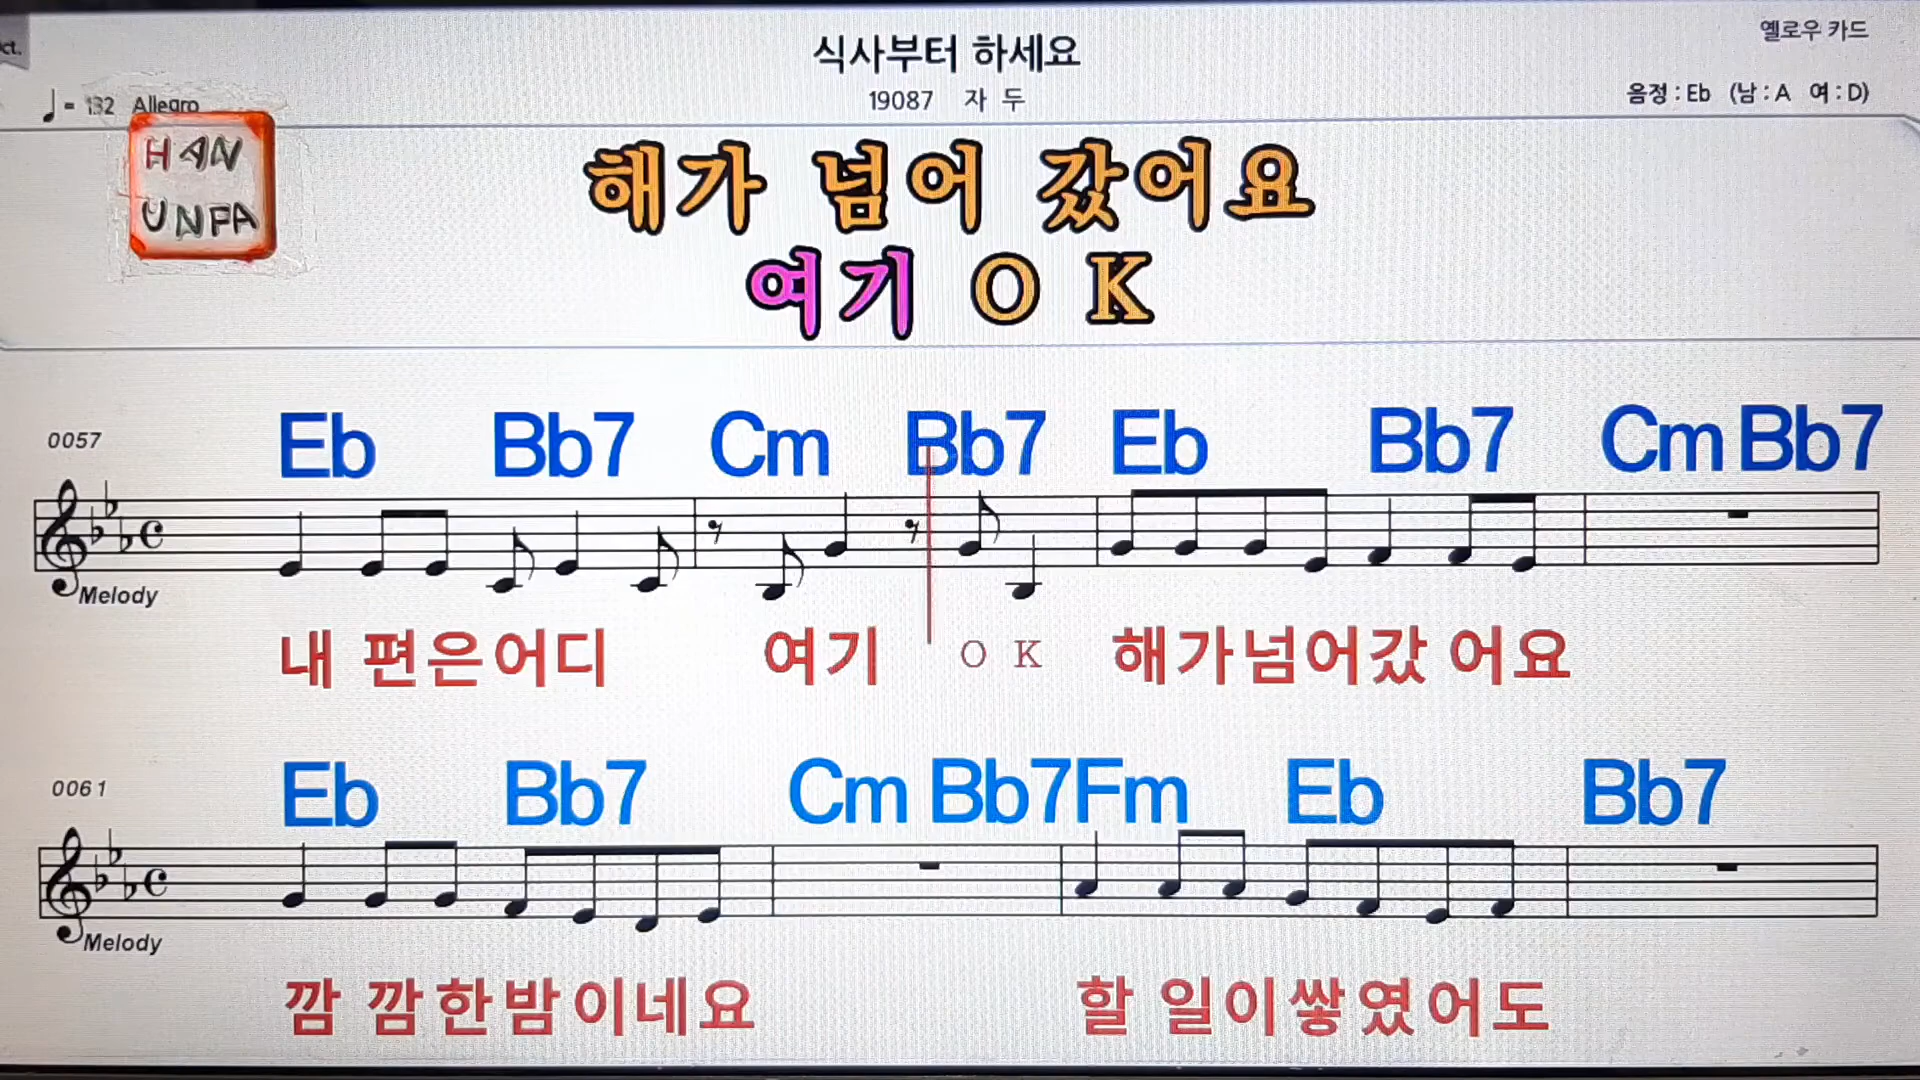 ct.
식사부터 하세요
옐로우 카드
♩ = 132 Allegro
19087 자 두
음정 : Eb (남 : A 여 : D)
HAN
UNFA
해가 넘어 갔어요
여기 O K
0057
Eb Bb7 Cm Bb7 Eb Bb7 Cm Bb7
Melody
내 편은어디 여기 O K 해가넘어갔 어요
0061
Eb Bb7 Cm Bb7Fm Eb Bb7
Melody
깜 깜한밤이네요 할 일이쌓였어도